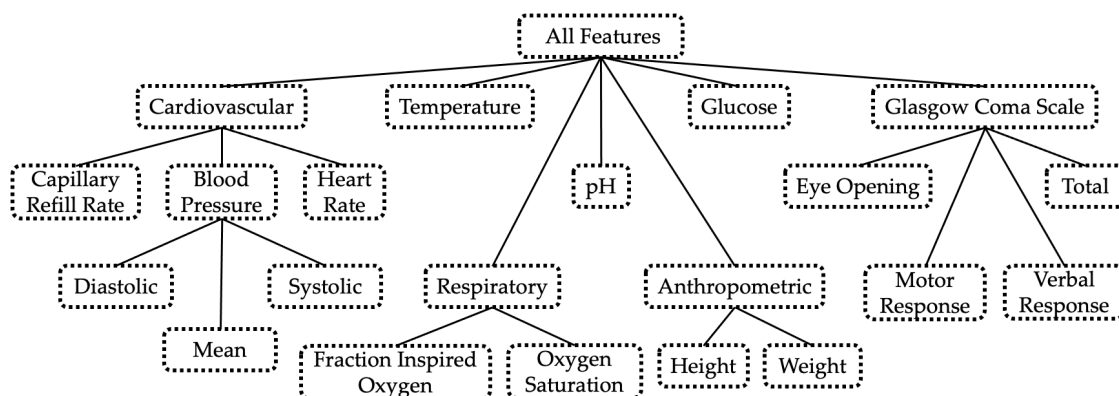 All Features
Cardiovascular
Temperature
Glucose
Glasgow Coma Scale
Capillary
Refill Rate
Blood
Pressure
Heart
Rate
pH
Eye Opening
Total
Diastolic
Systolic
Respiratory
Anthropometric
Motor
Response
Verbal
Response
Mean
Fraction Inspired
Oxygen
Oxygen
Saturation
Height
Weight